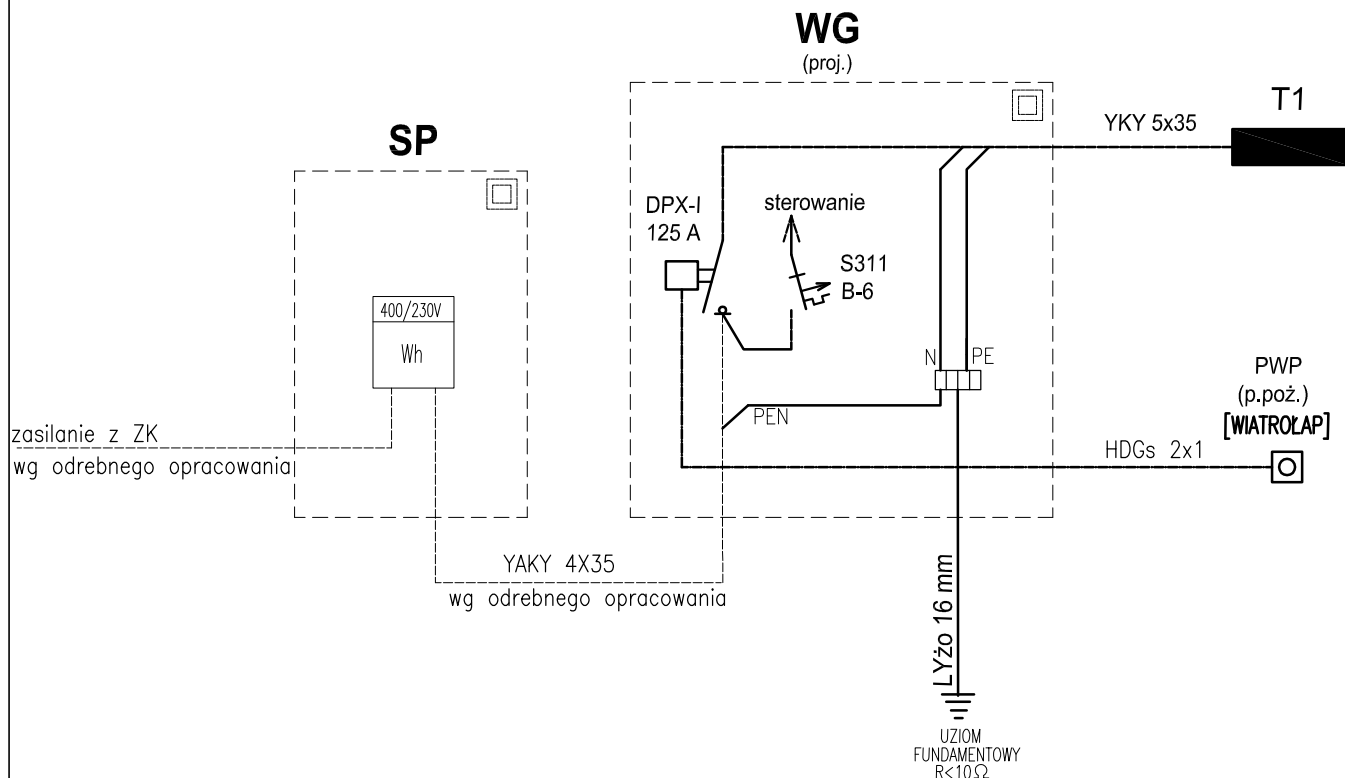 WG
(proj.)
T1
YKY 5x35
SP
DPX-I
125 A
sterowanie
S311
B-6
400/230V
Wh
N
PE
PEN
PWP
(p.poż.)
[WIATROŁAP]
HDGs 2x1
zasilanie z ZK
wg odrebnego opracowania
YAKY 4X35
wg odrebnego opracowania
LYżo 16 mm
UZIOM
FUNDAMENTOWY
R<10Ω